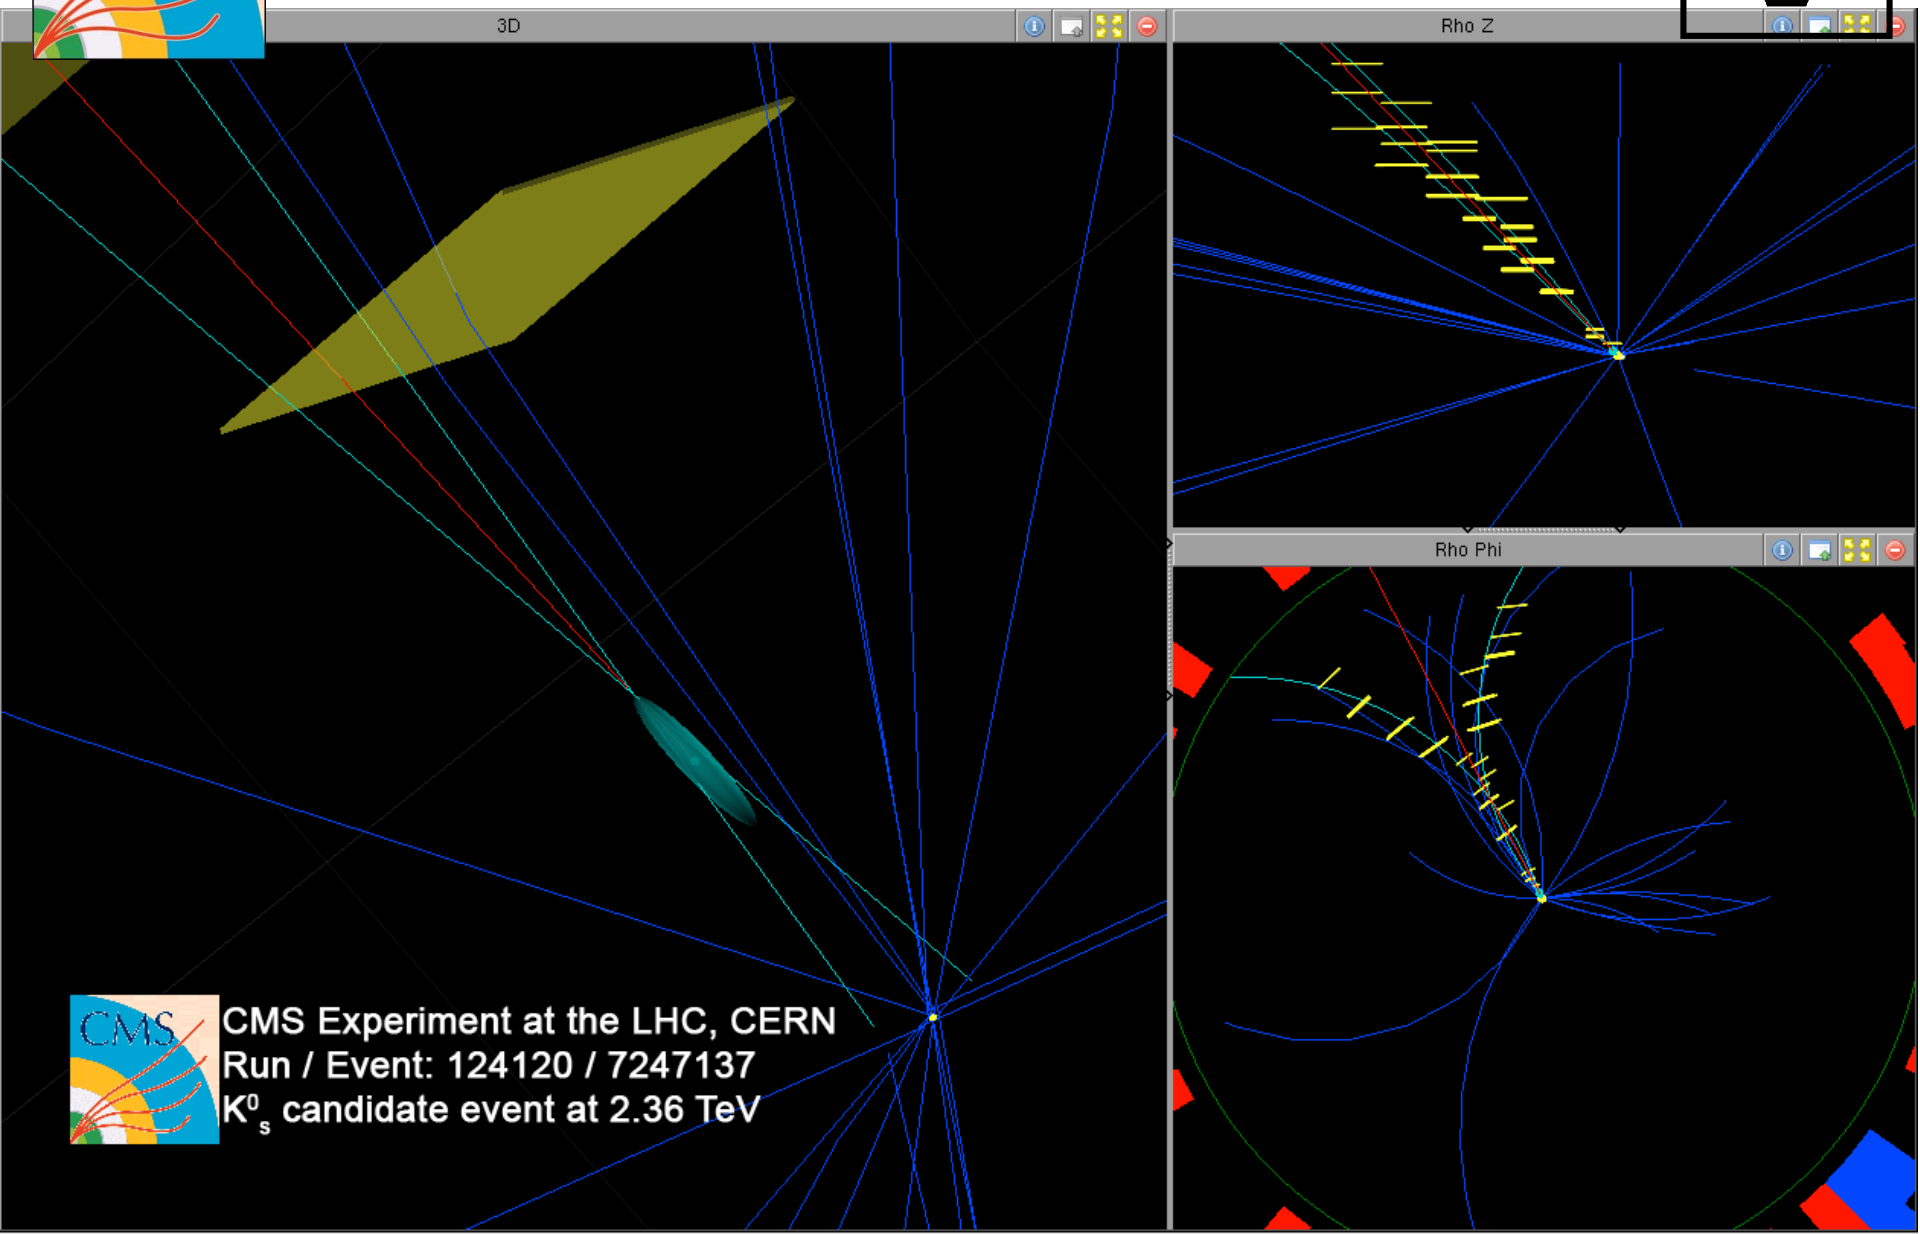 3D
Rho Z
Rho Phi
CMS
CMS Experiment at the LHC, CERN
Run / Event: 124120 / 7247137
K⁰ₛ candidate event at 2.36 TeV